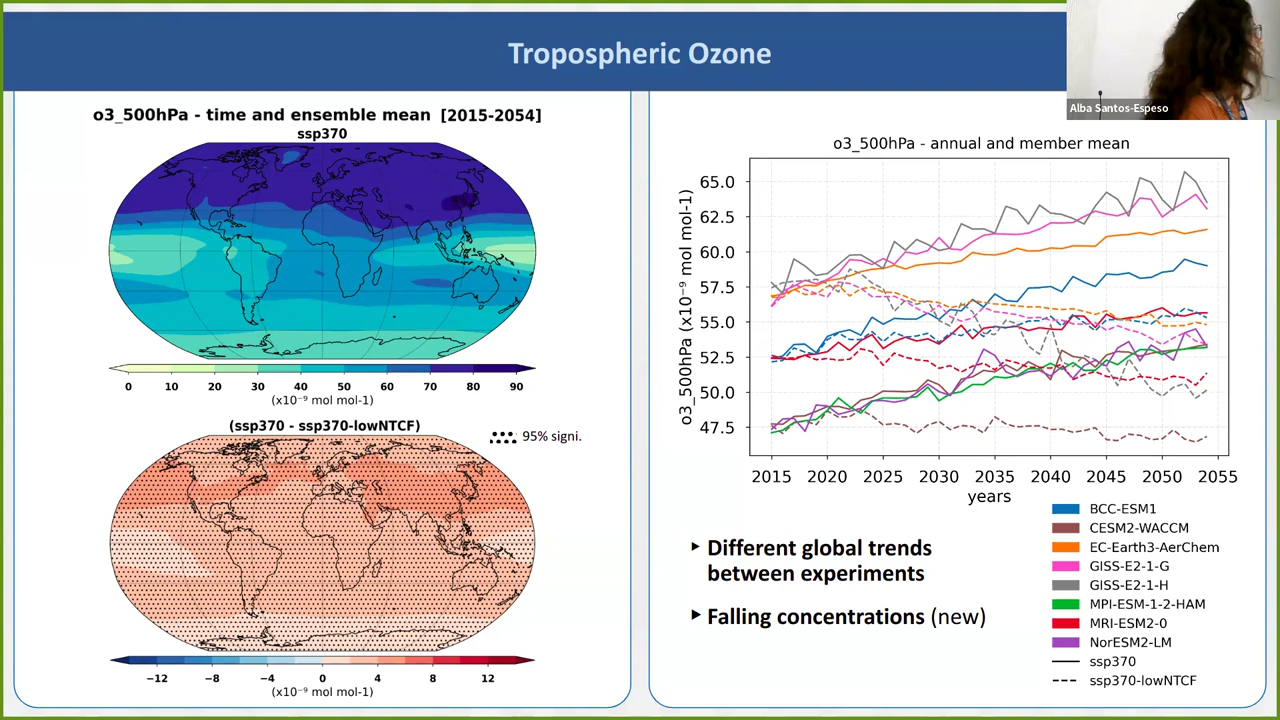 Tropospheric Ozone
Alba Santos-Espeso
o3_500hPa - time and ensemble mean [2015-2054]
ssp370
0 10 20 30 40 50 60 70 80 90
(x10⁻⁹ mol mol-1)
(ssp370 - ssp370-lowNTCF)
95% signi.
−12 −8 −4 0 4 8 12
(x10⁻⁹ mol mol-1)
o3_500hPa - annual and member mean
o3_500hPa (x10⁻⁹ mol mol-1)
65.0
62.5
60.0
57.5
55.0
52.5
50.0
47.5
2015 2020 2025 2030 2035 2040 2045 2050 2055
years
BCC-ESM1
CESM2-WACCM
EC-Earth3-AerChem
GISS-E2-1-G
GISS-E2-1-H
MPI-ESM-1-2-HAM
MRI-ESM2-0
NorESM2-LM
ssp370
ssp370-lowNTCF
‣ Different global trends
between experiments
‣ Falling concentrations (new)